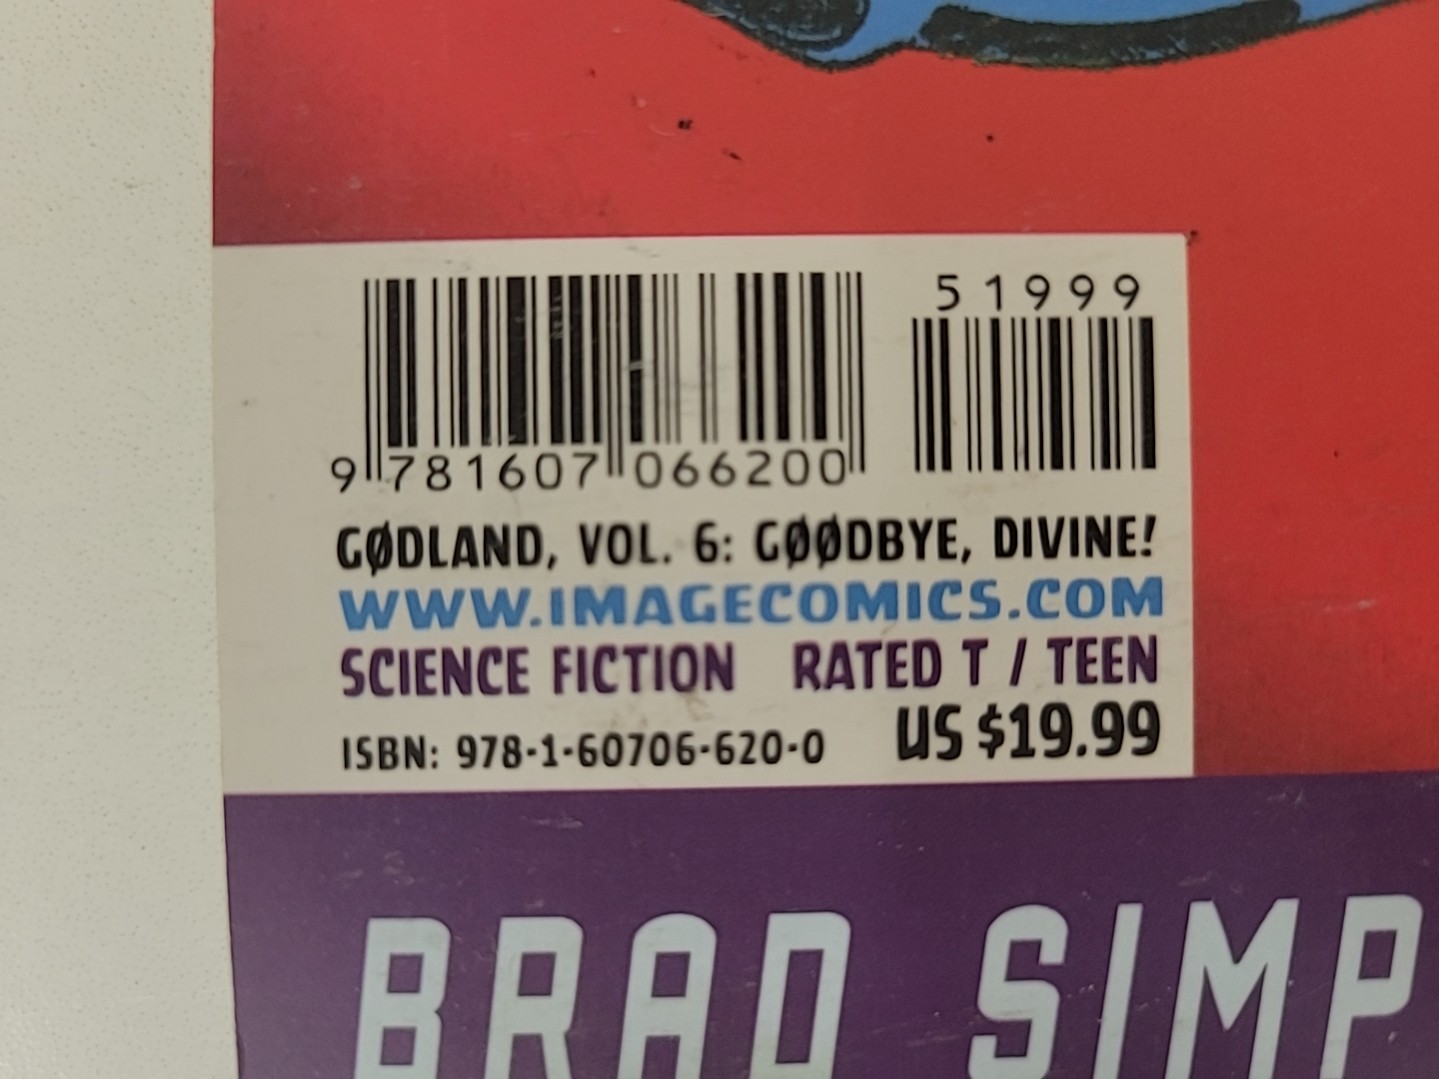 51999
9 781607 066200
GØDLAND, VOL. 6: GØØDBYE, DIVINE!
WWW.IMAGECOMICS.COM
SCIENCE FICTION RATED T / TEEN
ISBN: 978-1-60706-620-0 US $19.99
BRAD SIMP